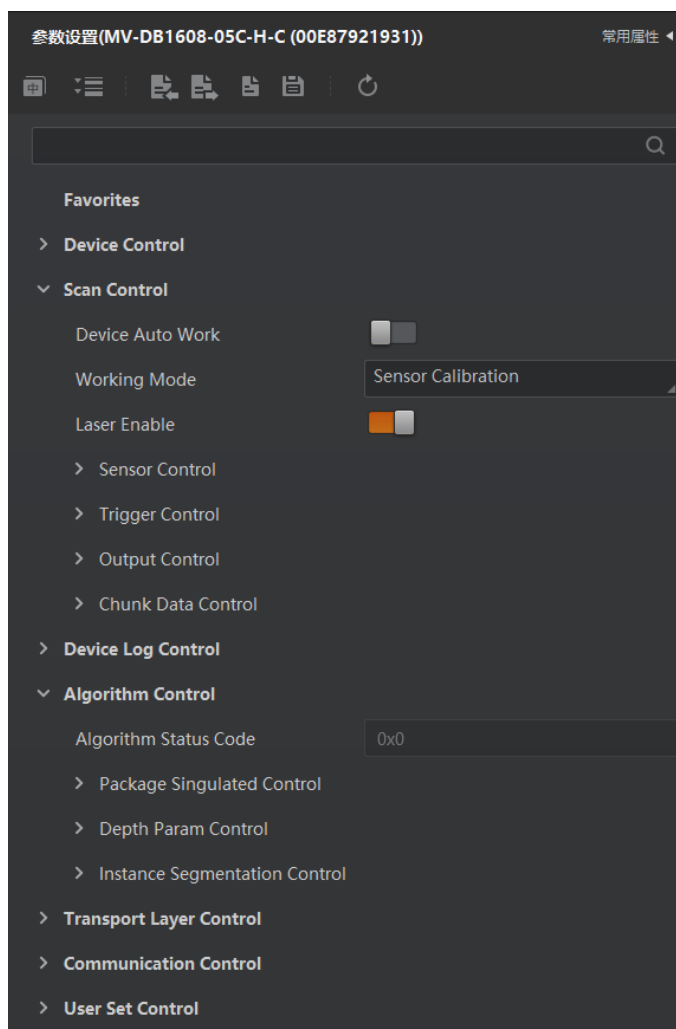 参数设置(MV-DB1608-05C-H-C (00E87921931)) 常用属性
中
Favorites
Device Control
Scan Control
Device Auto Work
Working Mode Sensor Calibration
Laser Enable
Sensor Control
Trigger Control
Output Control
Chunk Data Control
Device Log Control
Algorithm Control
Algorithm Status Code 0x0
Package Singulated Control
Depth Param Control
Instance Segmentation Control
Transport Layer Control
Communication Control
User Set Control